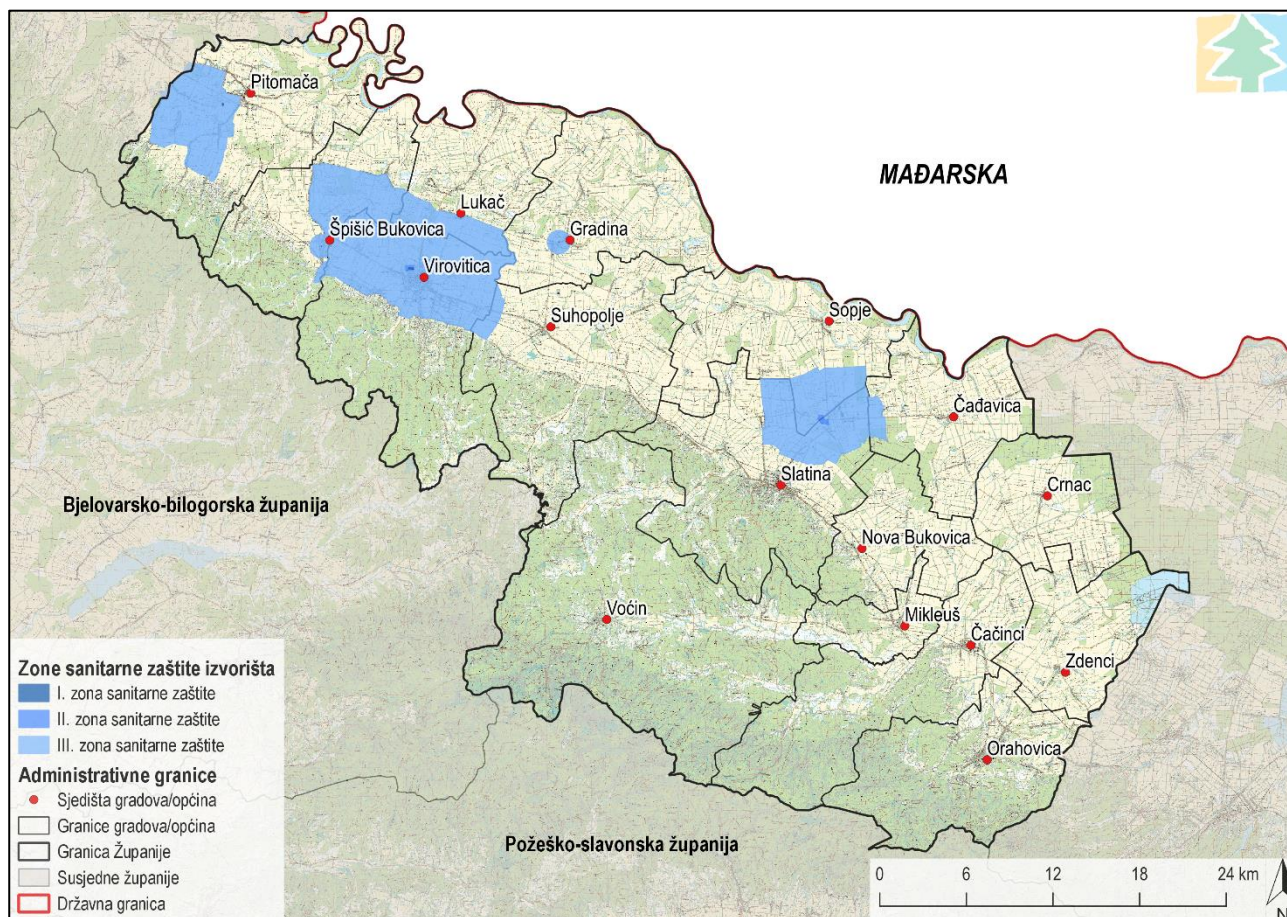 Pitomača
MAĐARSKA
Lukač
Špišić Bukovica
Gradina
Virovitica
Suhopolje
Sopje
Čađavica
Slatina
Crnac
Bjelovarsko-bilogorska županija
Nova Bukovica
Voćin
Mikleuš
Čačinci
Zdenci
Orahovica
Požeško-slavonska županija
Zone sanitarne zaštite izvorišta
I. zona sanitarne zaštite
II. zona sanitarne zaštite
III. zona sanitarne zaštite
Administrativne granice
Sjedišta gradova/općina
Granice gradova/općina
Granica Županije
Susjedne županije
Državna granica
0 6 12 18 24 km
N